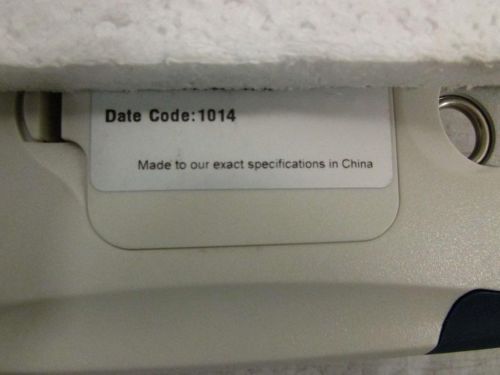 Date Code:1014
Made to our exact specifications in China